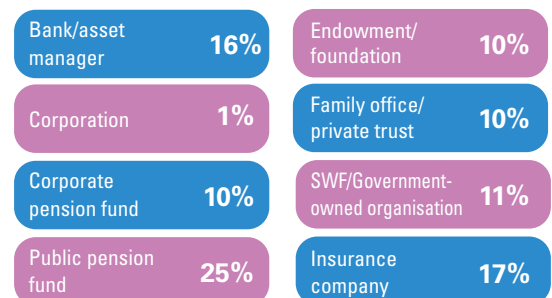 Bank/asset
manager
16%
Corporation
1%
Corporate
pension fund
10%
Public pension
fund
25%
Endowment/
foundation
10%
Family office/
private trust
10%
SWF/Government-
owned organisation
11%
Insurance
company
17%